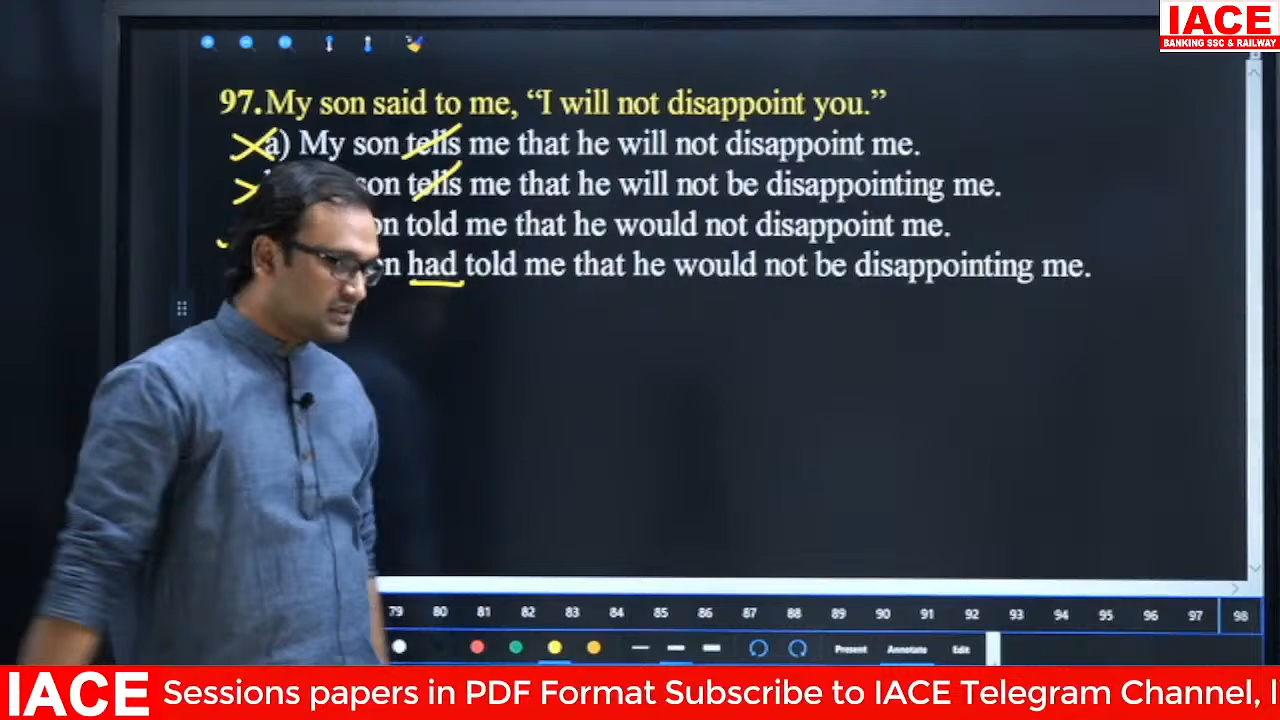 IACE
BANKING SSC & RAILWAY
97. My son said to me, “I will not disappoint you.”
a) My son tells me that he will not disappoint me.
son tells me that he will not be disappointing me.
on told me that he would not disappoint me.
on had told me that he would not be disappointing me.
79 80 81 82 83 84 85 86 87 88 89 90 91 92 93 94 95 96 97 98
Present Annotate Edit
IACE Sessions papers in PDF Format Subscribe to IACE Telegram Channel, l